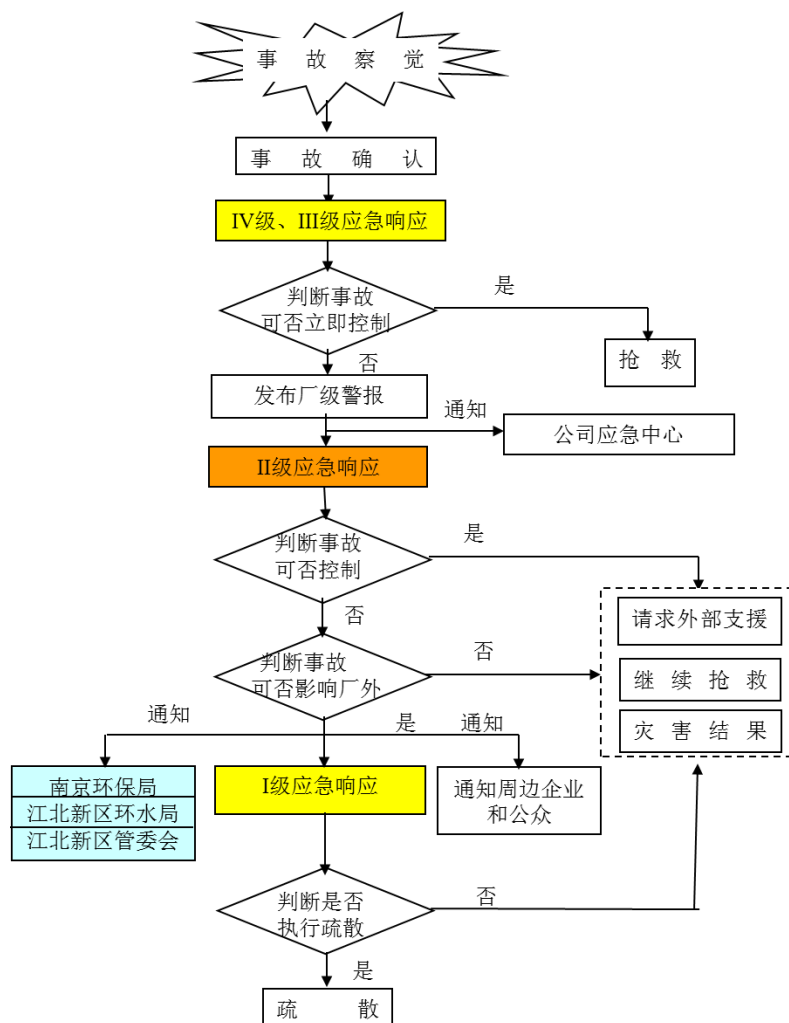 事故察觉
事故确认
IV级、III级应急响应
判断事故
可否立即控制
是
抢救
否
发布厂级警报
通知
公司应急中心
II级应急响应
判断事故
可否控制
是
请求外部支援
继续抢救
灾害结果
否
判断事故
可否影响厂外
否
通知
是
通知
南京环保局
江北新区环水局
江北新区管委会
I级应急响应
通知周边企业
和公众
判断是否
执行疏散
否
是
疏散